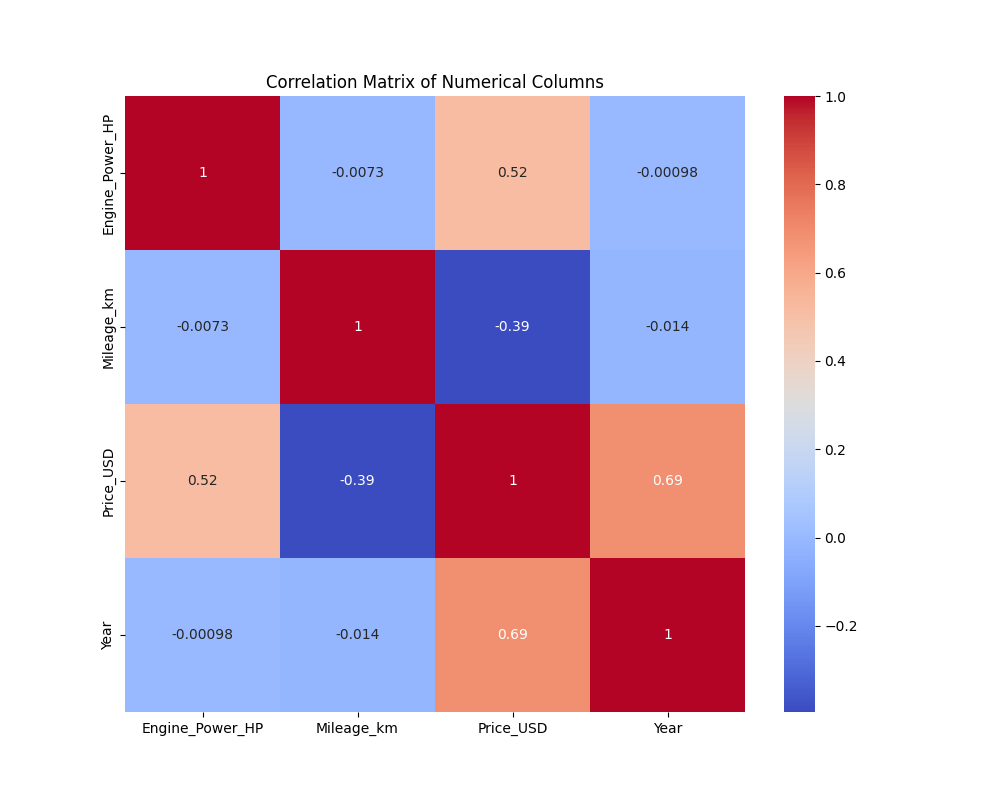 Correlation Matrix of Numerical Columns
Engine_Power_HP
1
-0.0073
0.52
-0.00098
Mileage_km
-0.0073
1
-0.39
-0.014
Price_USD
0.52
-0.39
1
0.69
Year
-0.00098
-0.014
0.69
1
Engine_Power_HP
Mileage_km
Price_USD
Year
1.0
0.8
0.6
0.4
0.2
0.0
−0.2